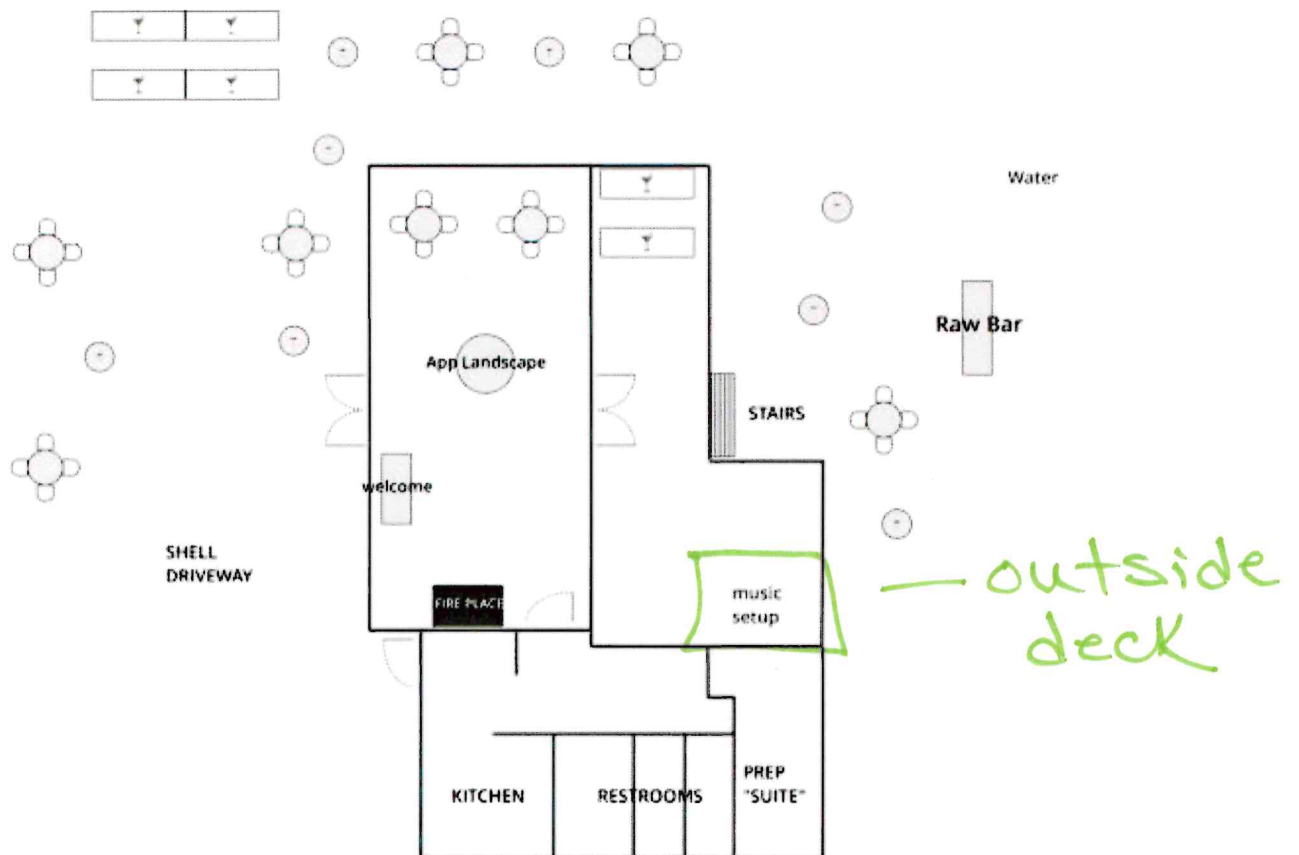 Water
Raw Bar
App Landscape
STAIRS
welcome
SHELL
DRIVEWAY
FIRE PLACE
music
setup
— outside
deck
KITCHEN
RESTROOMS
PREP
"SUITE"